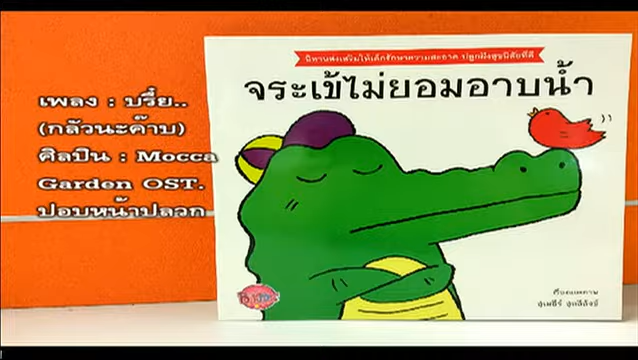 เพลง : บรึ๋ย..
(กลัวนะค๊าบ)
ศิลปิน : Mocca
Garden OST.
ปอบหน้าปลวก
นิทานส่งเสริมให้เด็กรักษาความสะอาด ปลูกฝังสุขนิสัยที่ดี
จระเข้ไม่ยอมอาบน้ำ